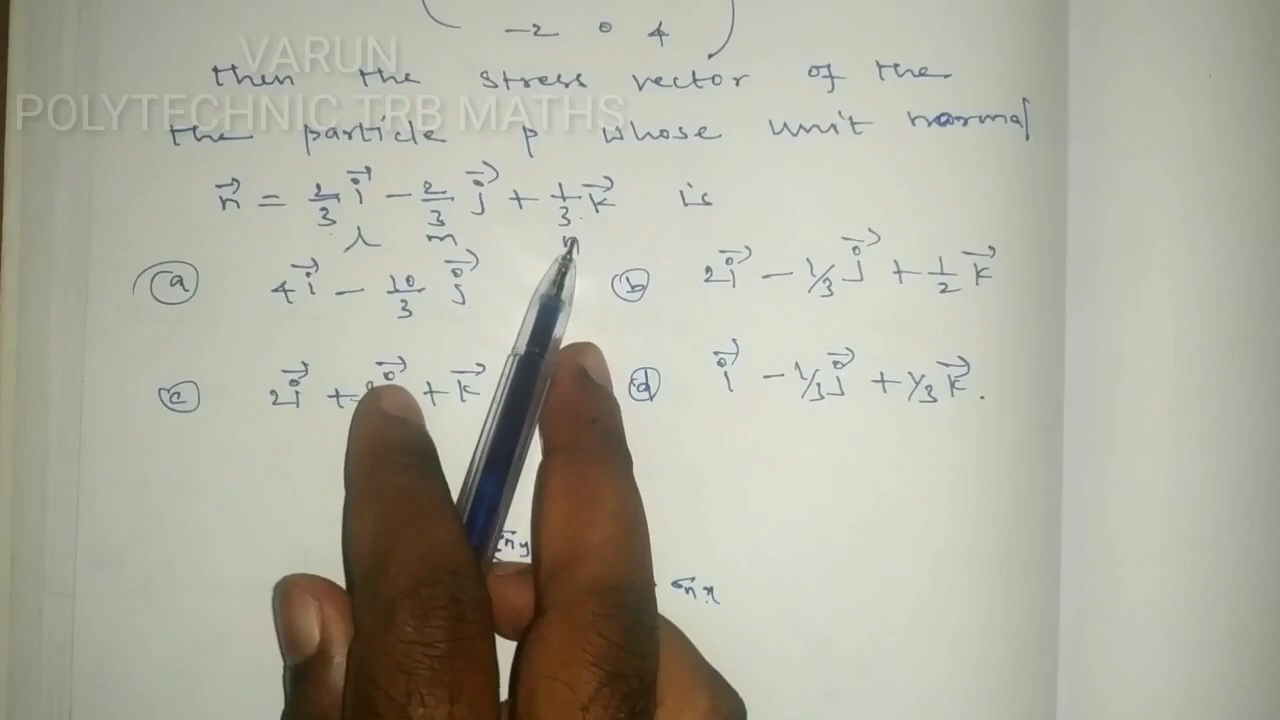 -2 0 4
VARUN
POLYTECHNIC TRB MATHS
then the stress vector of the
the particle p whose unit normal
n⃗ = 2/3 i⃗ - 2/3 j⃗ + 1/3 k⃗ is
l m n
(a) 4i⃗ - 10/3 j⃗ (b) 2i⃗ - 1/3 j⃗ + 1/2 k⃗
(c) 2i⃗ + j⃗ + k⃗ (d) i⃗ - 1/3 j⃗ + 1/3 k⃗.
ny
σnx